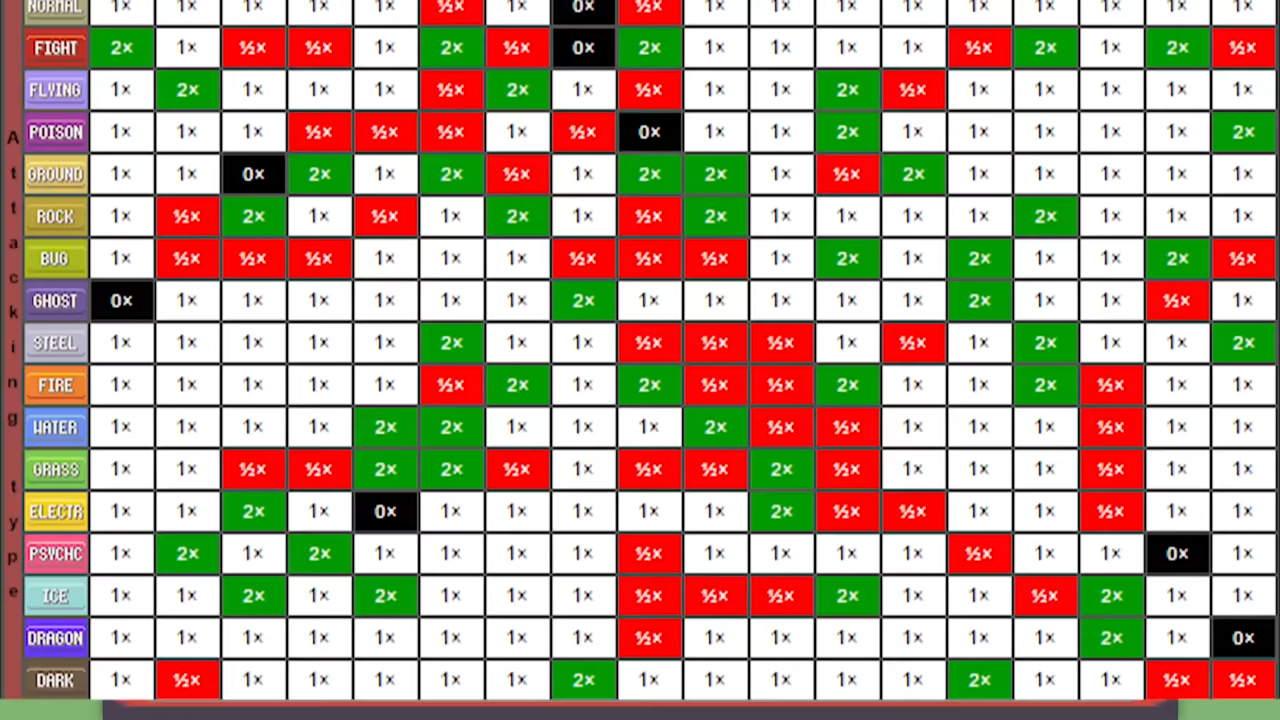 NORMAL 1× 1× 1× 1× 1× ½× 1× 0× ½× 1× 1× 1× 1× 1× 1× 1× 1× 1×
FIGHT 2× 1× ½× ½× 1× 2× ½× 0× 2× 1× 1× 1× 1× ½× 2× 1× 2× ½×
FLYING 1× 2× 1× 1× 1× ½× 2× 1× ½× 1× 1× 2× ½× 1× 1× 1× 1× 1×
POISON 1× 1× 1× ½× ½× ½× 1× ½× 0× 1× 1× 2× 1× 1× 1× 1× 1× 2×
GROUND 1× 1× 0× 2× 1× 2× ½× 1× 2× 2× 1× ½× 2× 1× 1× 1× 1× 1×
ROCK 1× ½× 2× 1× ½× 1× 2× 1× ½× 2× 1× 1× 1× 1× 2× 1× 1× 1×
BUG 1× ½× ½× ½× 1× 1× 1× ½× ½× ½× 1× 2× 1× 2× 1× 1× 2× ½×
GHOST 0× 1× 1× 1× 1× 1× 1× 2× 1× 1× 1× 1× 1× 2× 1× 1× ½× 1×
STEEL 1× 1× 1× 1× 1× 2× 1× 1× ½× ½× ½× 1× ½× 1× 2× 1× 1× 2×
FIRE 1× 1× 1× 1× 1× ½× 2× 1× 2× ½× ½× 2× 1× 1× 2× ½× 1× 1×
WATER 1× 1× 1× 1× 2× 2× 1× 1× 1× 2× ½× ½× 1× 1× 1× ½× 1× 1×
GRASS 1× 1× ½× ½× 2× 2× ½× 1× ½× ½× 2× ½× 1× 1× 1× ½× 1× 1×
ELECTR 1× 1× 2× 1× 0× 1× 1× 1× 1× 1× 2× ½× ½× 1× 1× ½× 1× 1×
PSYCHC 1× 2× 1× 2× 1× 1× 1× 1× ½× 1× 1× 1× 1× ½× 1× 1× 0× 1×
ICE 1× 1× 2× 1× 2× 1× 1× 1× ½× ½× ½× 2× 1× 1× ½× 2× 1× 1×
DRAGON 1× 1× 1× 1× 1× 1× 1× 1× ½× 1× 1× 1× 1× 1× 1× 2× 1× 0×
DARK 1× ½× 1× 1× 1× 1× 1× 2× 1× 1× 1× 1× 1× 2× 1× 1× ½× ½×
Attacking type